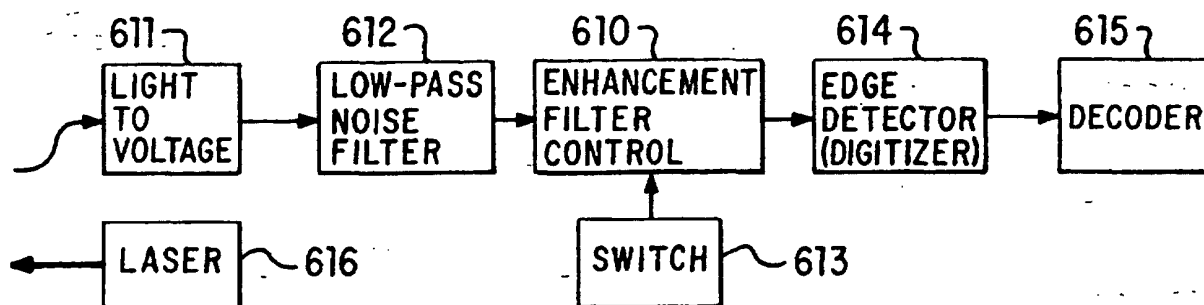 611
612
610
614
615
LIGHT
TO
VOLTAGE
LOW-PASS
NOISE
FILTER
ENHANCEMENT
FILTER
CONTROL
EDGE
DETECTOR
(DIGITIZER)
DECODER
LASER
616
SWITCH
613